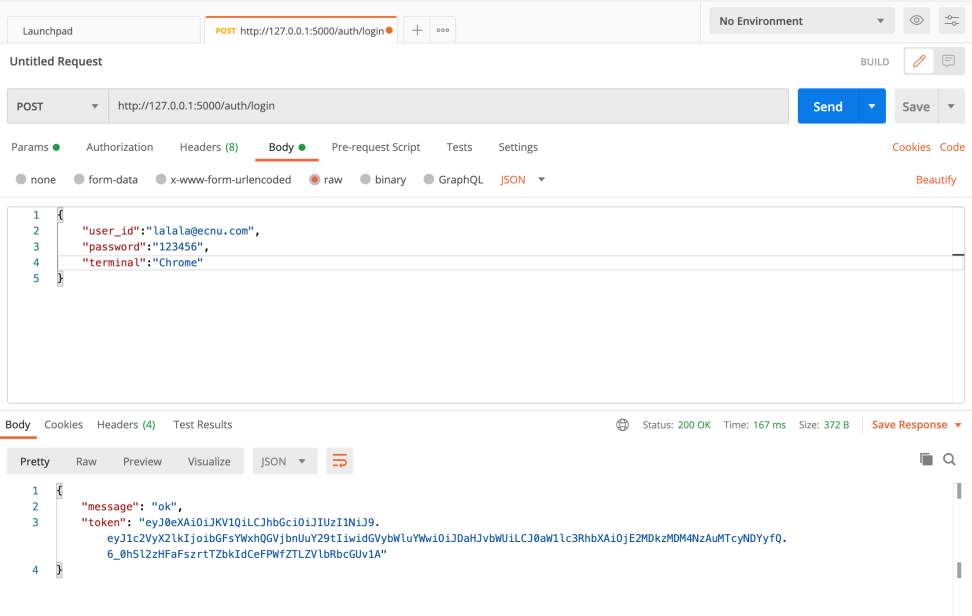 Launchpad
POST http://127.0.0.1:5000/auth/login
No Environment
Untitled Request
BUILD
POST
http://127.0.0.1:5000/auth/login
Send
Save
Params
Authorization
Headers (8)
Body
Pre-request Script
Tests
Settings
Cookies Code
none
form-data
x-www-form-urlencoded
raw
binary
GraphQL
JSON
Beautify
1 {
2 "user_id":"lalala@ecnu.com",
3 "password":"123456",
4 "terminal":"Chrome"
5 }
Body Cookies Headers (4) Test Results
Status: 200 OK Time: 167 ms Size: 372 B
Save Response
Pretty Raw Preview Visualize
JSON
1 {
2 "message": "ok",
3 "token": "eyJ0eXAiOiJKV1QiLCJhbGciOiJIUzI1NiJ9.
eyJ1c2VyX2lkIjoibGFsYWxhQGVjbnUuY29tIiwidGVybWluYWwiOiJDaHJvbWUiLCJ0aW1lc3RhbXAiOjE2MDkzMDM4NzAuMTcyNDYyfQ.
6_0hSl2zHFaFszrtTZbkIdCeFPWfZTLZVlbRbcGUv1A"
4 }